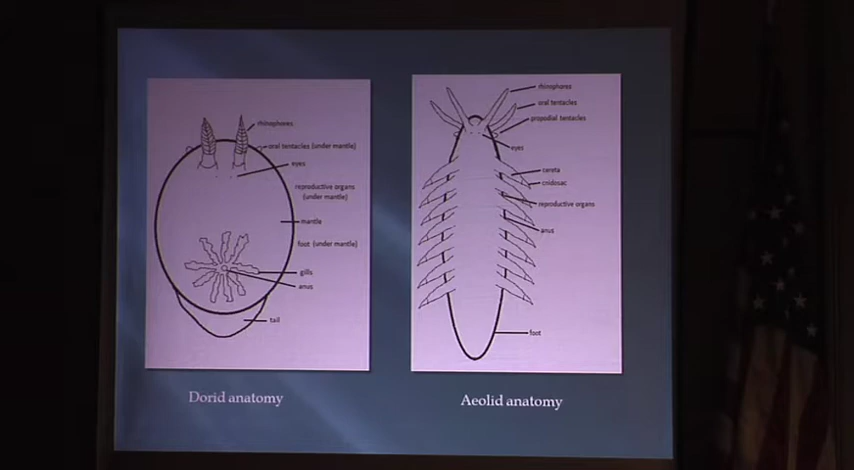 rhinophores
oral tentacles (under mantle)
eyes
reproductive organs
(under mantle)
mantle
foot (under mantle)
gills
anus
tail
Dorid anatomy
rhinophores
oral tentacles
propodial tentacles
eyes
cerata
cnidosac
reproductive organs
anus
foot
Aeolid anatomy